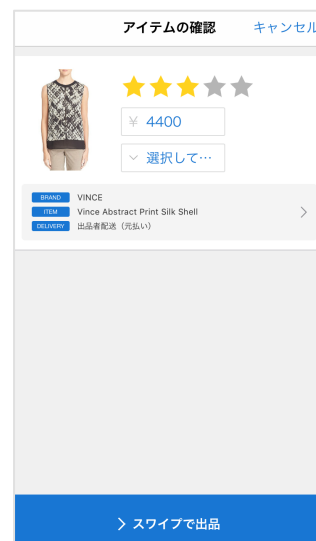 アイテムの確認 キャンセル
¥ 4400
選択して…
BRAND VINCE
ITEM Vince Abstract Print Silk Shell
DELIVERY 出品者配送（元払い）
スワイプで出品